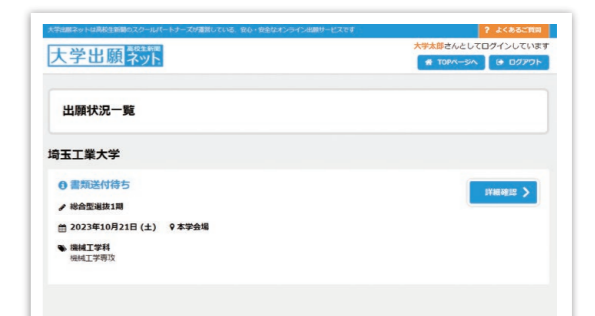 大学出願ネットは高校生新聞のスクールパートナーズが運営している、安心・安全なオンライン出願サービスです
? よくあるご質問
大学出願 高校生新聞 ネット
大学太郎さんとしてログインしています
TOPページへ ログアウト
出願状況一覧
埼玉工業大学
書類送付待ち
詳細確認
総合型選抜1期
2023年10月21日 (土) 本学会場
機械工学科
機械工学専攻